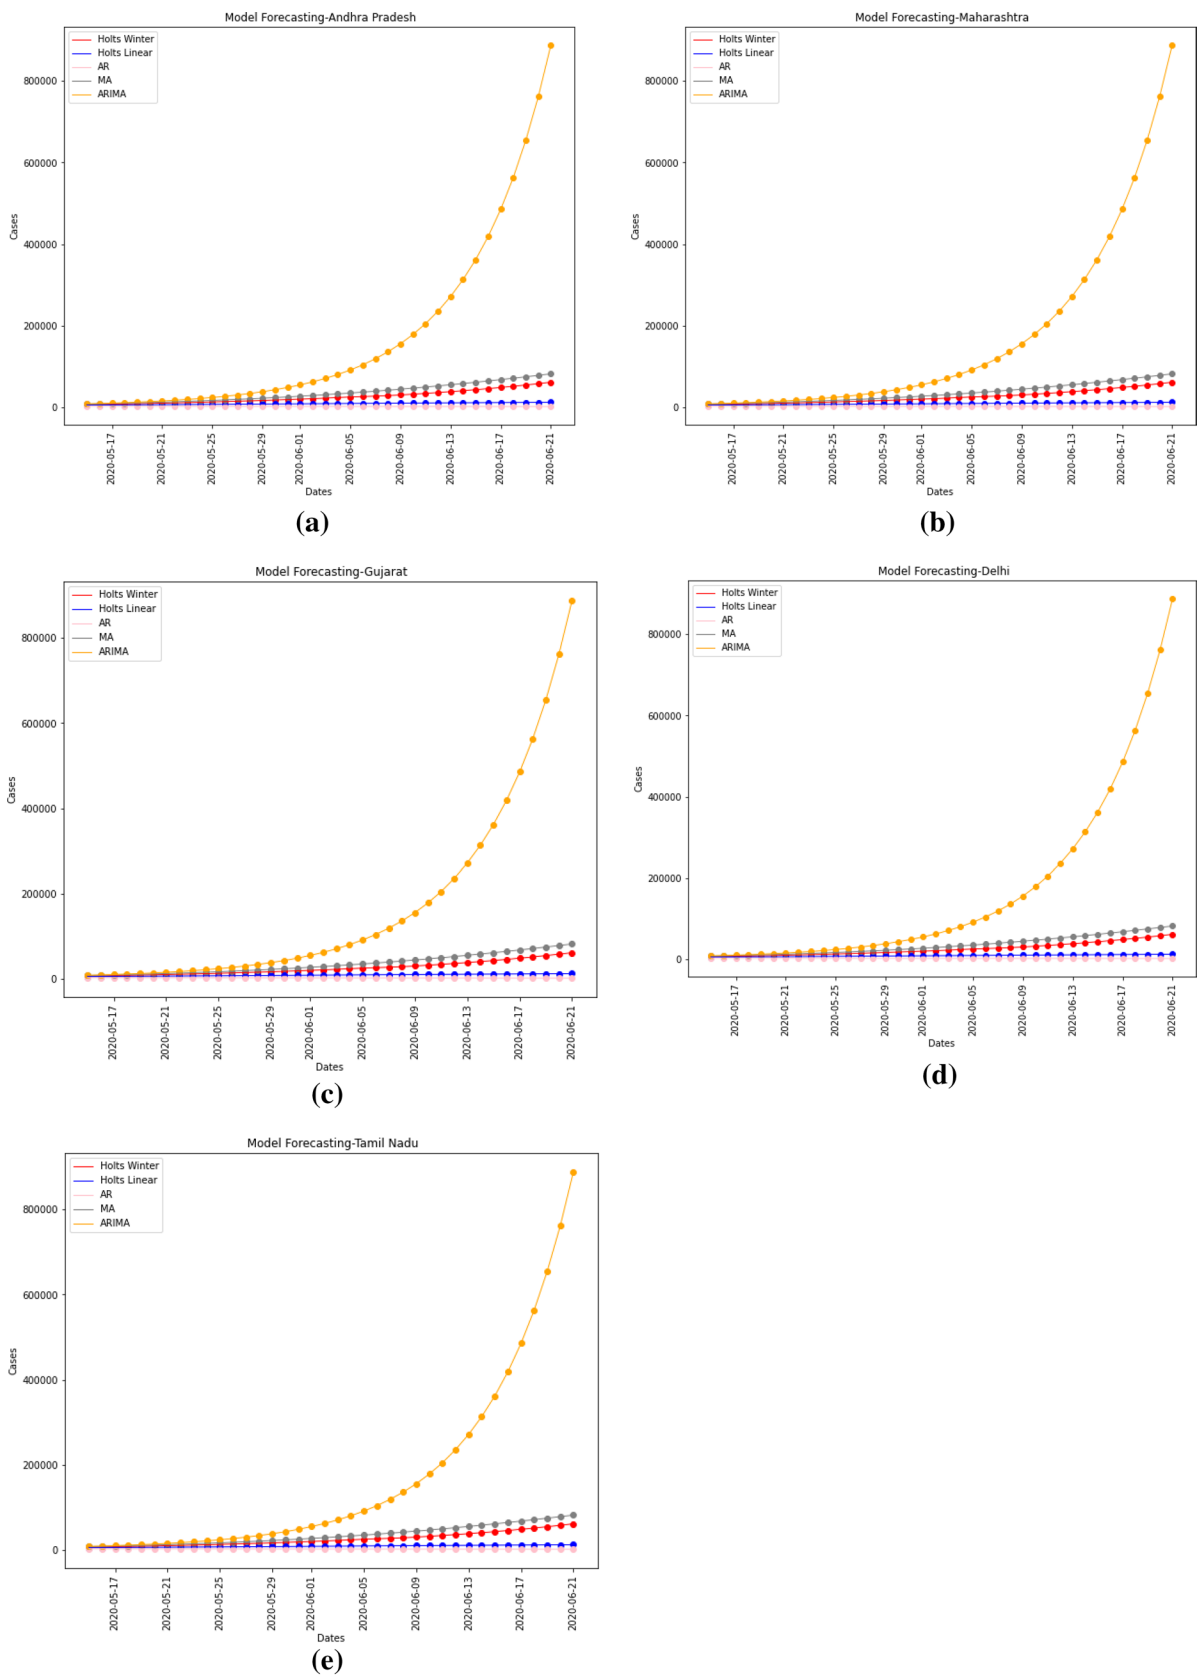 Model Forecasting-Andhra Pradesh
Holts Winter
Holts Linear
AR
MA
ARIMA
800000
600000
400000
200000
0
Cases
2020-05-17
2020-05-21
2020-05-25
2020-05-29
2020-06-01
2020-06-05
2020-06-09
2020-06-13
2020-06-17
2020-06-21
Dates
(a)
Model Forecasting-Maharashtra
Holts Winter
Holts Linear
AR
MA
ARIMA
800000
600000
400000
200000
0
Cases
2020-05-17
2020-05-21
2020-05-25
2020-05-29
2020-06-01
2020-06-05
2020-06-09
2020-06-13
2020-06-17
2020-06-21
Dates
(b)
Model Forecasting-Gujarat
Holts Winter
Holts Linear
AR
MA
ARIMA
800000
600000
400000
200000
0
Cases
2020-05-17
2020-05-21
2020-05-25
2020-05-29
2020-06-01
2020-06-05
2020-06-09
2020-06-13
2020-06-17
2020-06-21
Dates
(c)
Model Forecasting-Delhi
Holts Winter
Holts Linear
AR
MA
ARIMA
800000
600000
400000
200000
0
Cases
2020-05-17
2020-05-21
2020-05-25
2020-05-29
2020-06-01
2020-06-05
2020-06-09
2020-06-13
2020-06-17
2020-06-21
Dates
(d)
Model Forecasting-Tamil Nadu
Holts Winter
Holts Linear
AR
MA
ARIMA
800000
600000
400000
200000
0
Cases
2020-05-17
2020-05-21
2020-05-25
2020-05-29
2020-06-01
2020-06-05
2020-06-09
2020-06-13
2020-06-17
2020-06-21
Dates
(e)